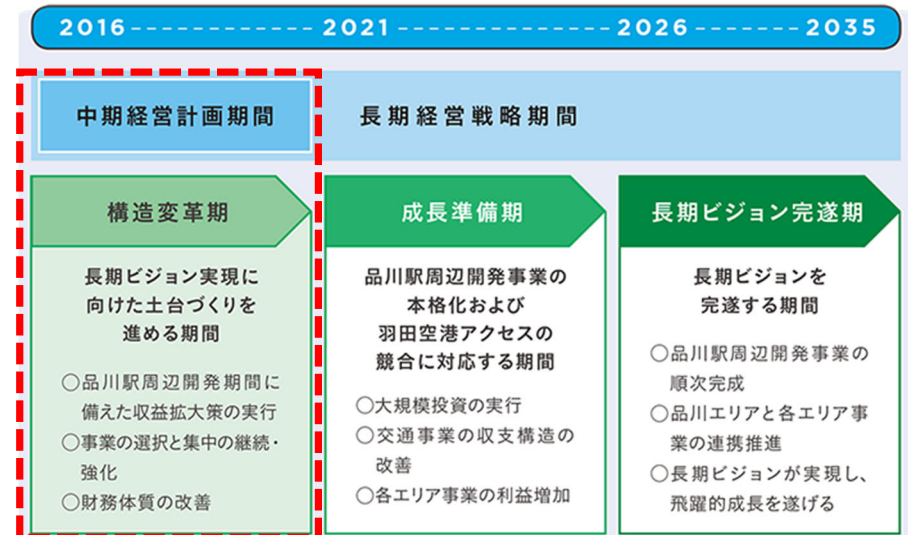 2016------------2021---------------2026-------2035
中期経営計画期間
長期経営戦略期間
構造変革期
長期ビジョン実現に
向けた土台づくりを
進める期間
○品川駅周辺開発期間に
備えた収益拡大策の実行
○事業の選択と集中の継続・
強化
○財務体質の改善
成長準備期
品川駅周辺開発事業の
本格化および
羽田空港アクセスの
競合に対応する期間
○大規模投資の実行
○交通事業の収支構造の
改善
○各エリア事業の利益増加
長期ビジョン完遂期
長期ビジョンを
完遂する期間
○品川駅周辺開発事業の
順次完成
○品川エリアと各エリア事
業の連携推進
○長期ビジョンが実現し、
飛躍的成長を遂げる